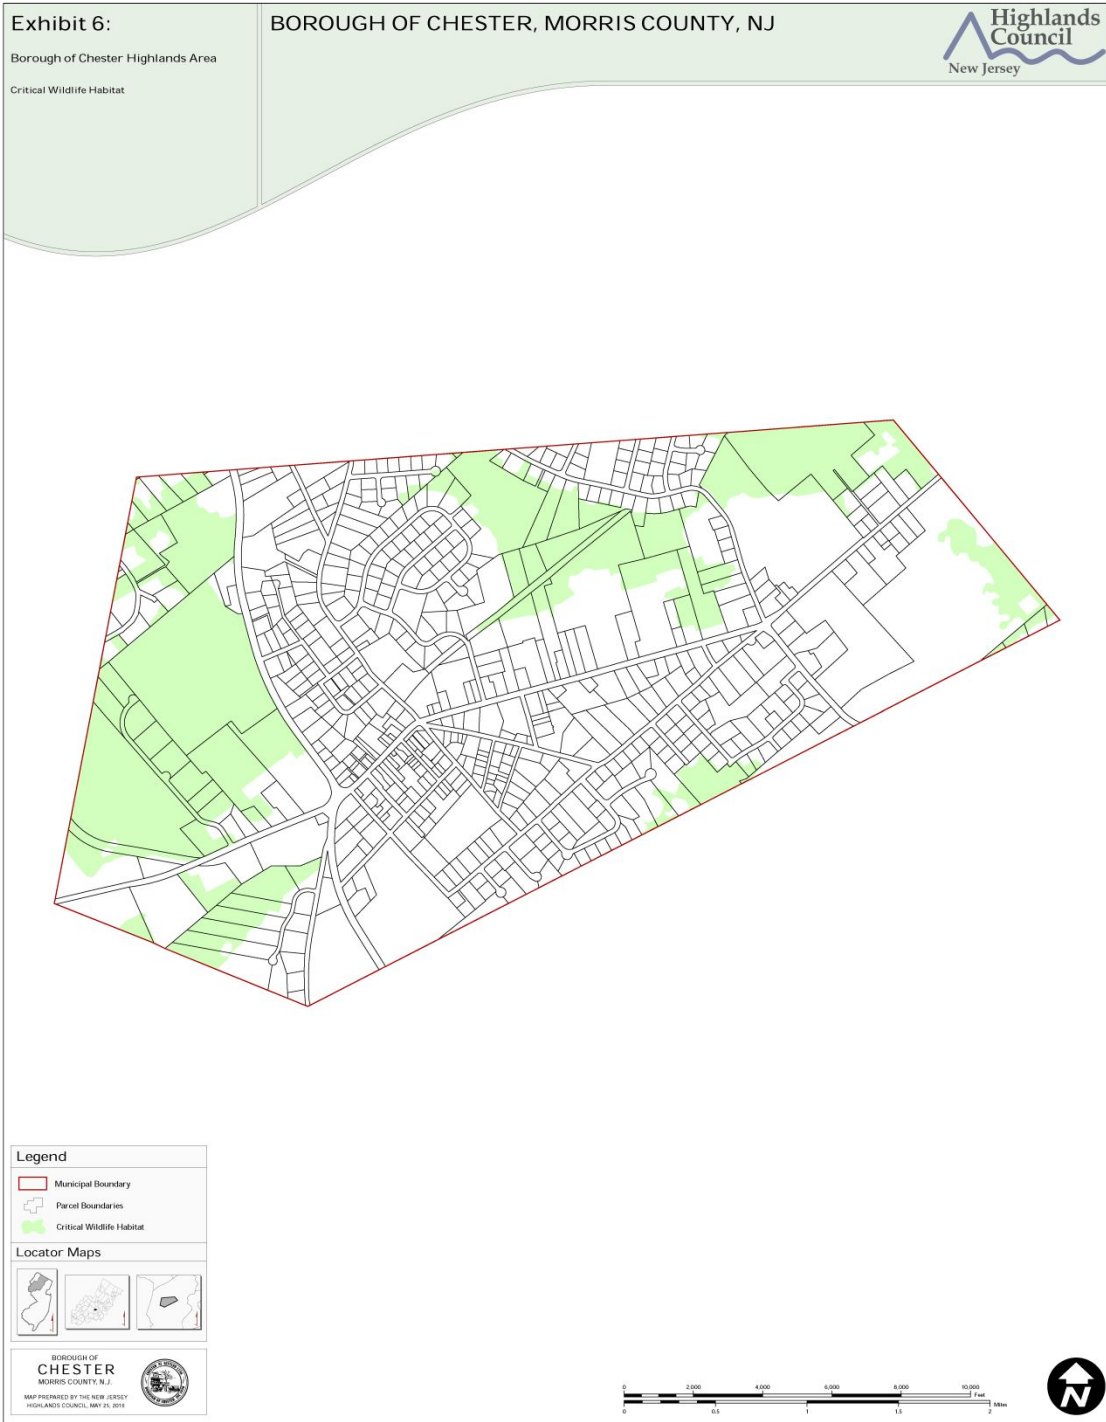 Exhibit 6:
Borough of Chester Highlands Area
Critical Wildlife Habitat
BOROUGH OF CHESTER, MORRIS COUNTY, NJ
Highlands
Council
New Jersey
Legend
Municipal Boundary
Parcel Boundaries
Critical Wildlife Habitat
Locator Maps
BOROUGH OF
CHESTER
MORRIS COUNTY, N.J.
MAP PREPARED BY THE NEW JERSEY
HIGHLANDS COUNCIL, MAY 25, 2010
0 2,000 4,000 6,000 8,000 10,000
Feet
Miles
0 0.5 1 1.5 2
N